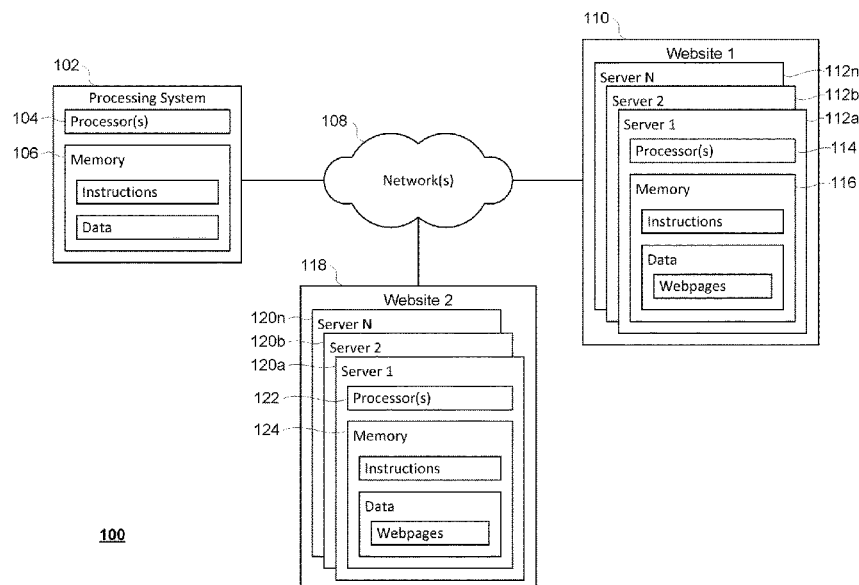 110
Website 1
Server N
112n
Server 2
112b
Server 1
112a
Processor(s)
114
Memory
116
Instructions
Data
Webpages
102
Processing System
104
Processor(s)
106
Memory
Instructions
Data
108
Network(s)
118
Website 2
120n
Server N
120b
Server 2
120a
Server 1
122
Processor(s)
124
Memory
Instructions
Data
Webpages
100